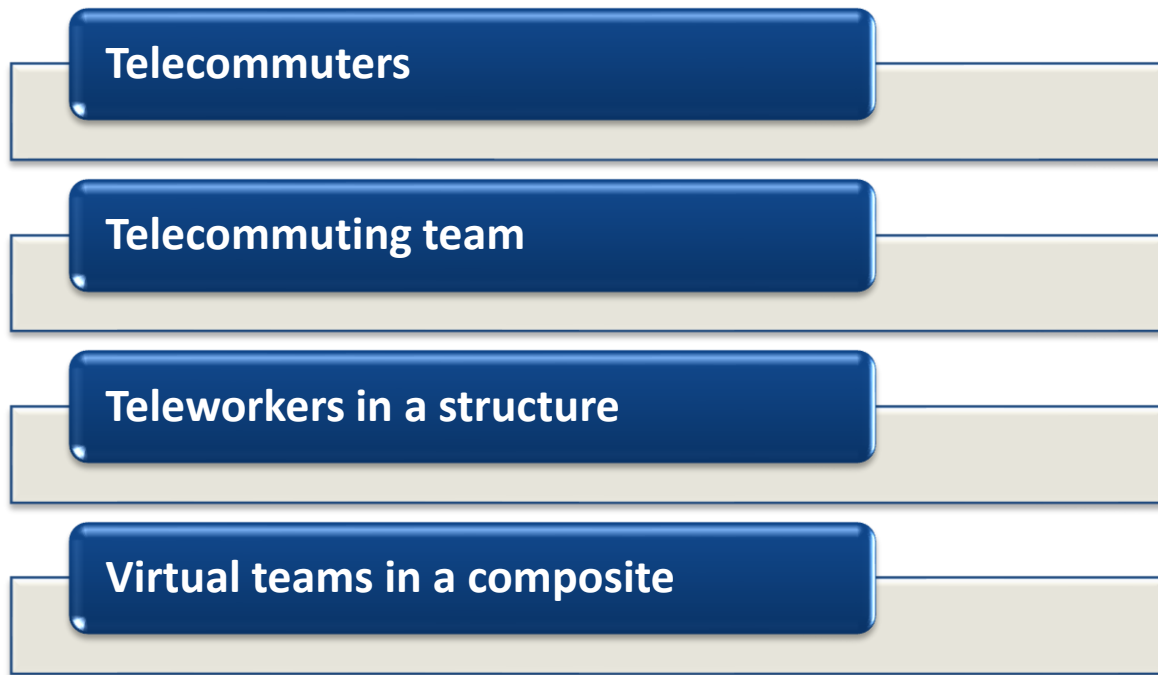 Telecommuters
Telecommuting team
Teleworkers in a structure
Virtual teams in a composite